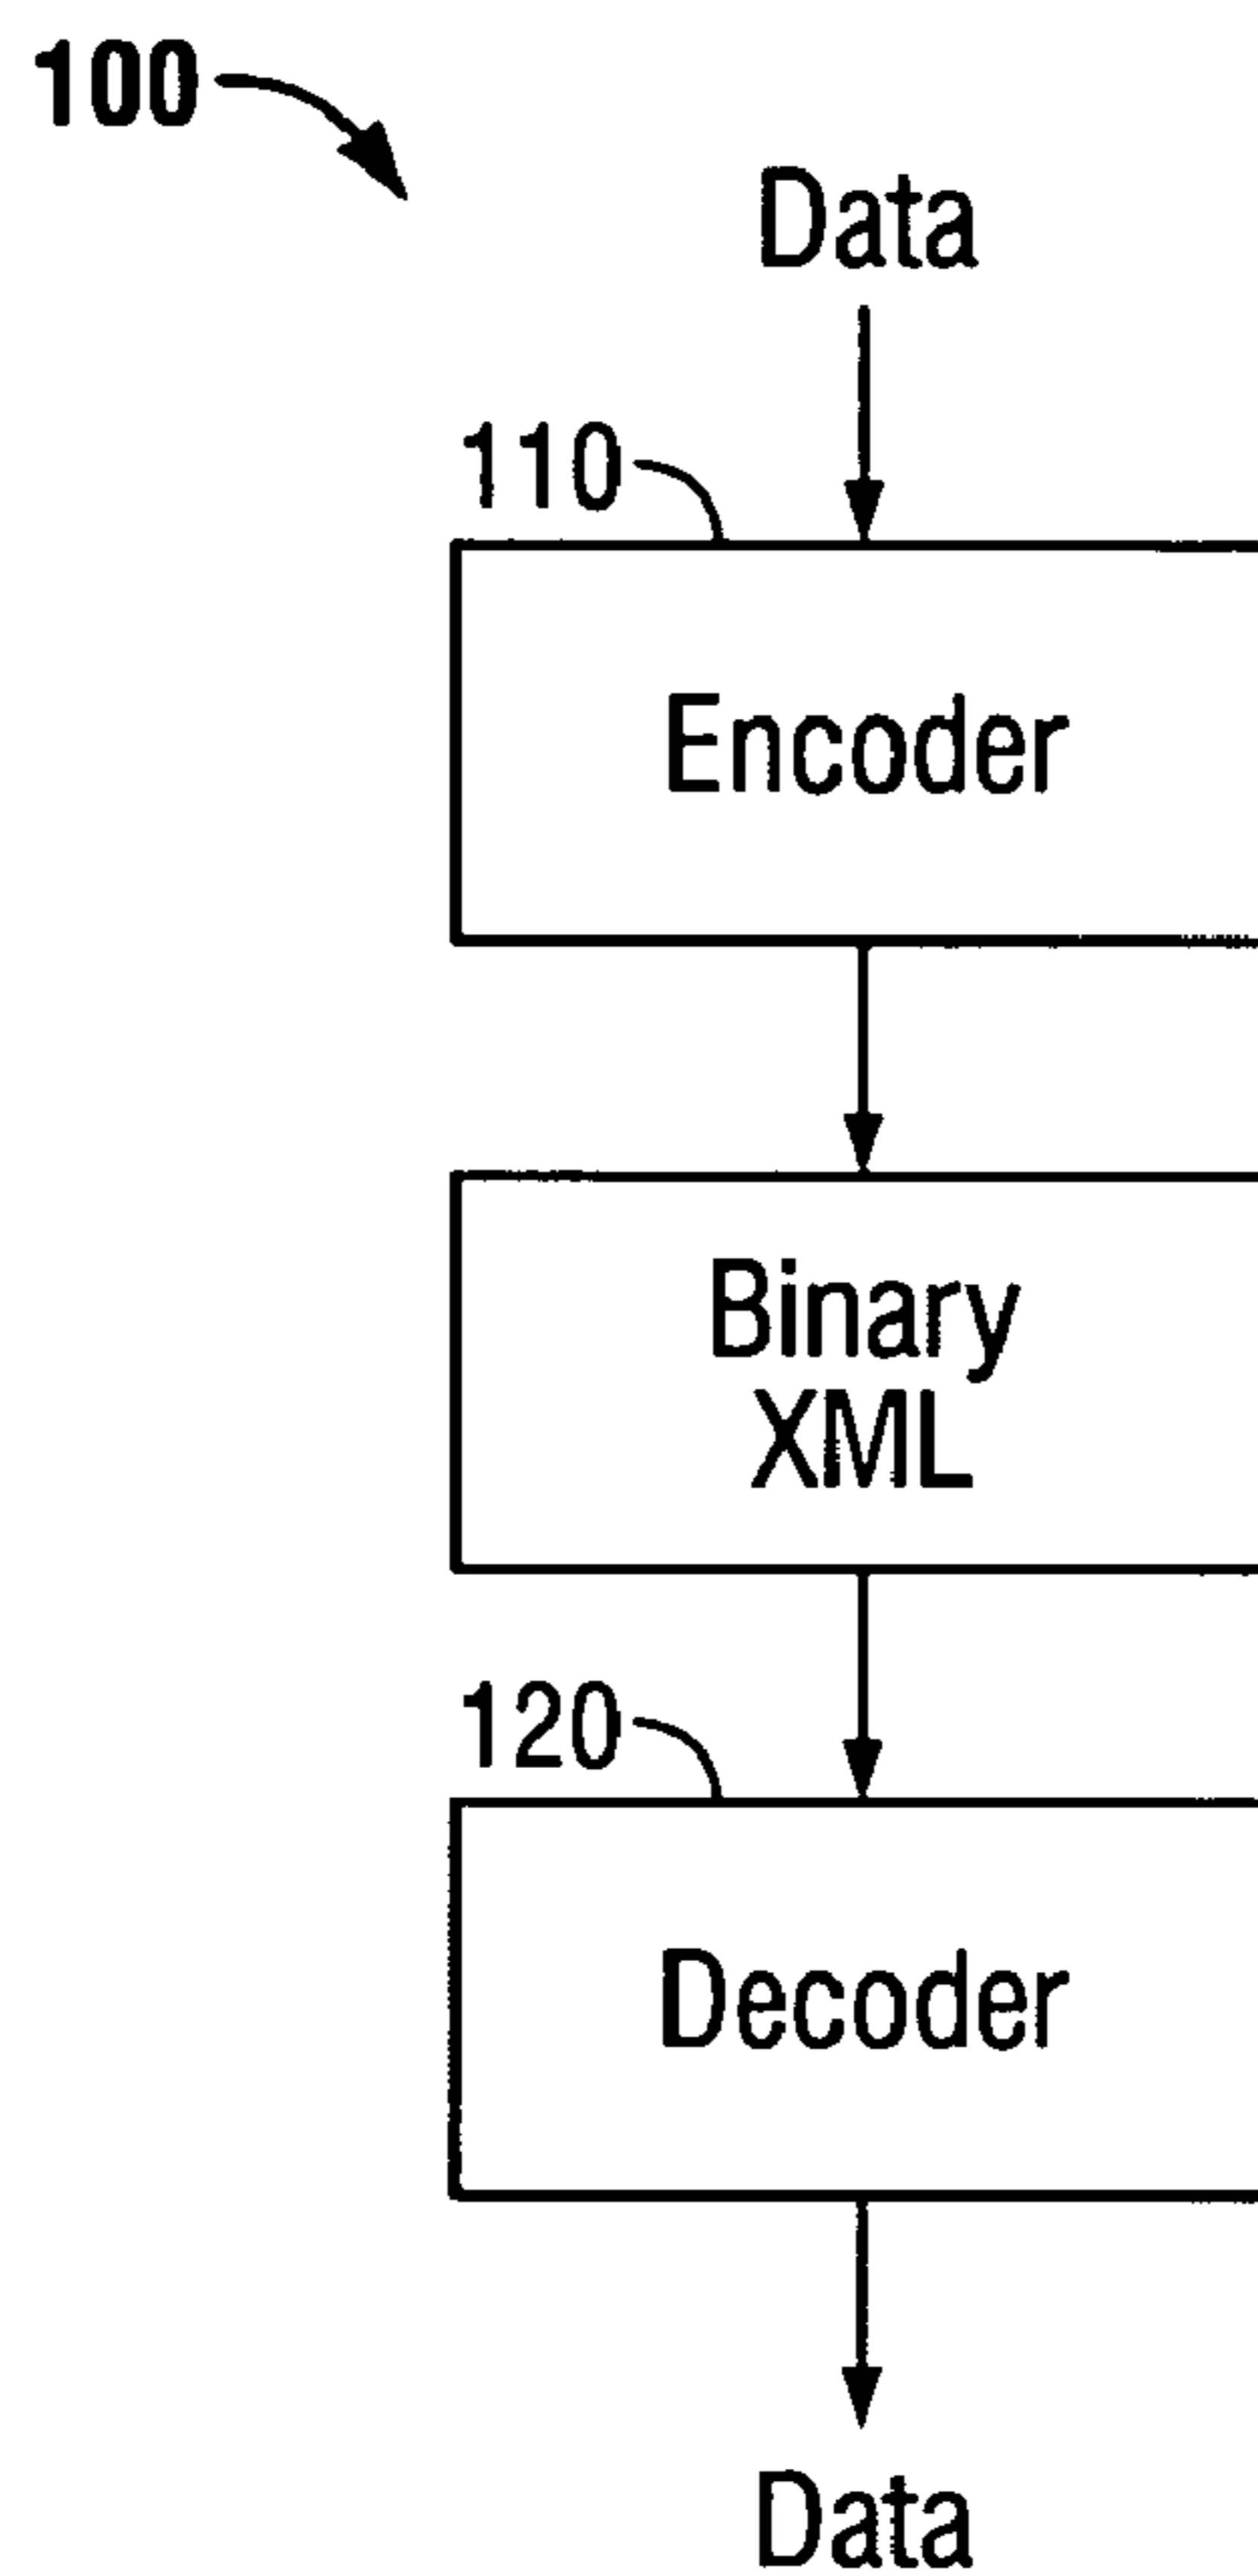 100
Data
110
Encoder
Binary
XML
120
Decoder
Data